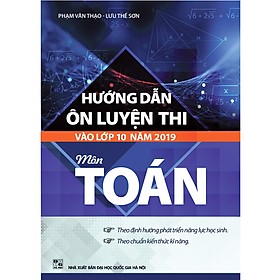 PHẠM VĂN THẠO - LƯU THẾ SƠN
HƯỚNG DẪN
ÔN LUYỆN THI
VÀO LỚP 10 NĂM 2019
Môn
TOÁN
Theo định hướng phát triển năng lực học sinh.
Theo chuẩn kiến thức kĩ năng.
NHÀ XUẤT BẢN ĐẠI HỌC QUỐC GIA HÀ NỘI